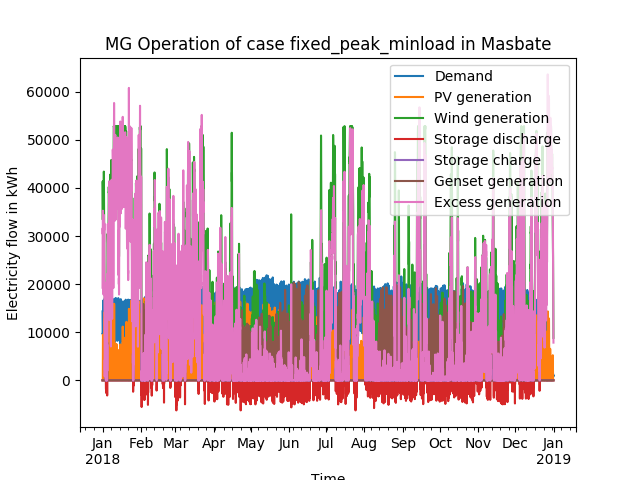 MG Operation of case fixed_peak_minload in Masbate
Demand
PV generation
Wind generation
Storage discharge
Storage charge
Genset generation
Excess generation
Electricity flow in kWh
60000
50000
40000
30000
20000
10000
0
Jan Feb Mar Apr May Jun Jul Aug Sep Oct Nov Dec Jan
2018 2019
Time